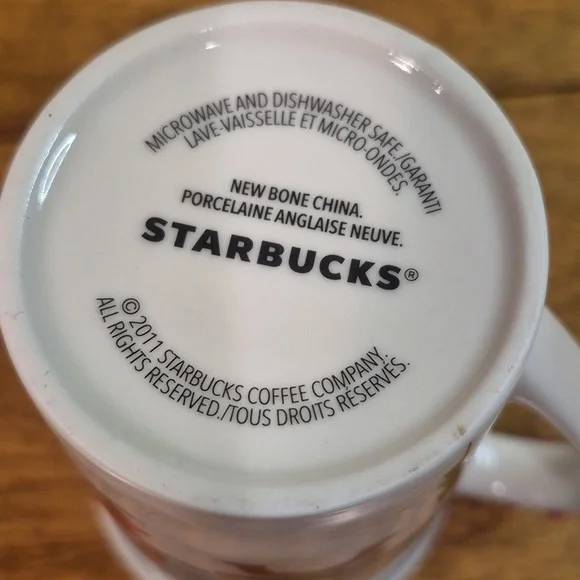 MICROWAVE AND DISHWASHER SAFE./GARANTI
LAVE-VAISSELLE ET MICRO-ONDES.
NEW BONE CHINA.
PORCELAINE ANGLAISE NEUVE.
STARBUCKS®
© 2011 STARBUCKS COFFEE COMPANY.
ALL RIGHTS RESERVED./TOUS DROITS RÉSERVÉS.